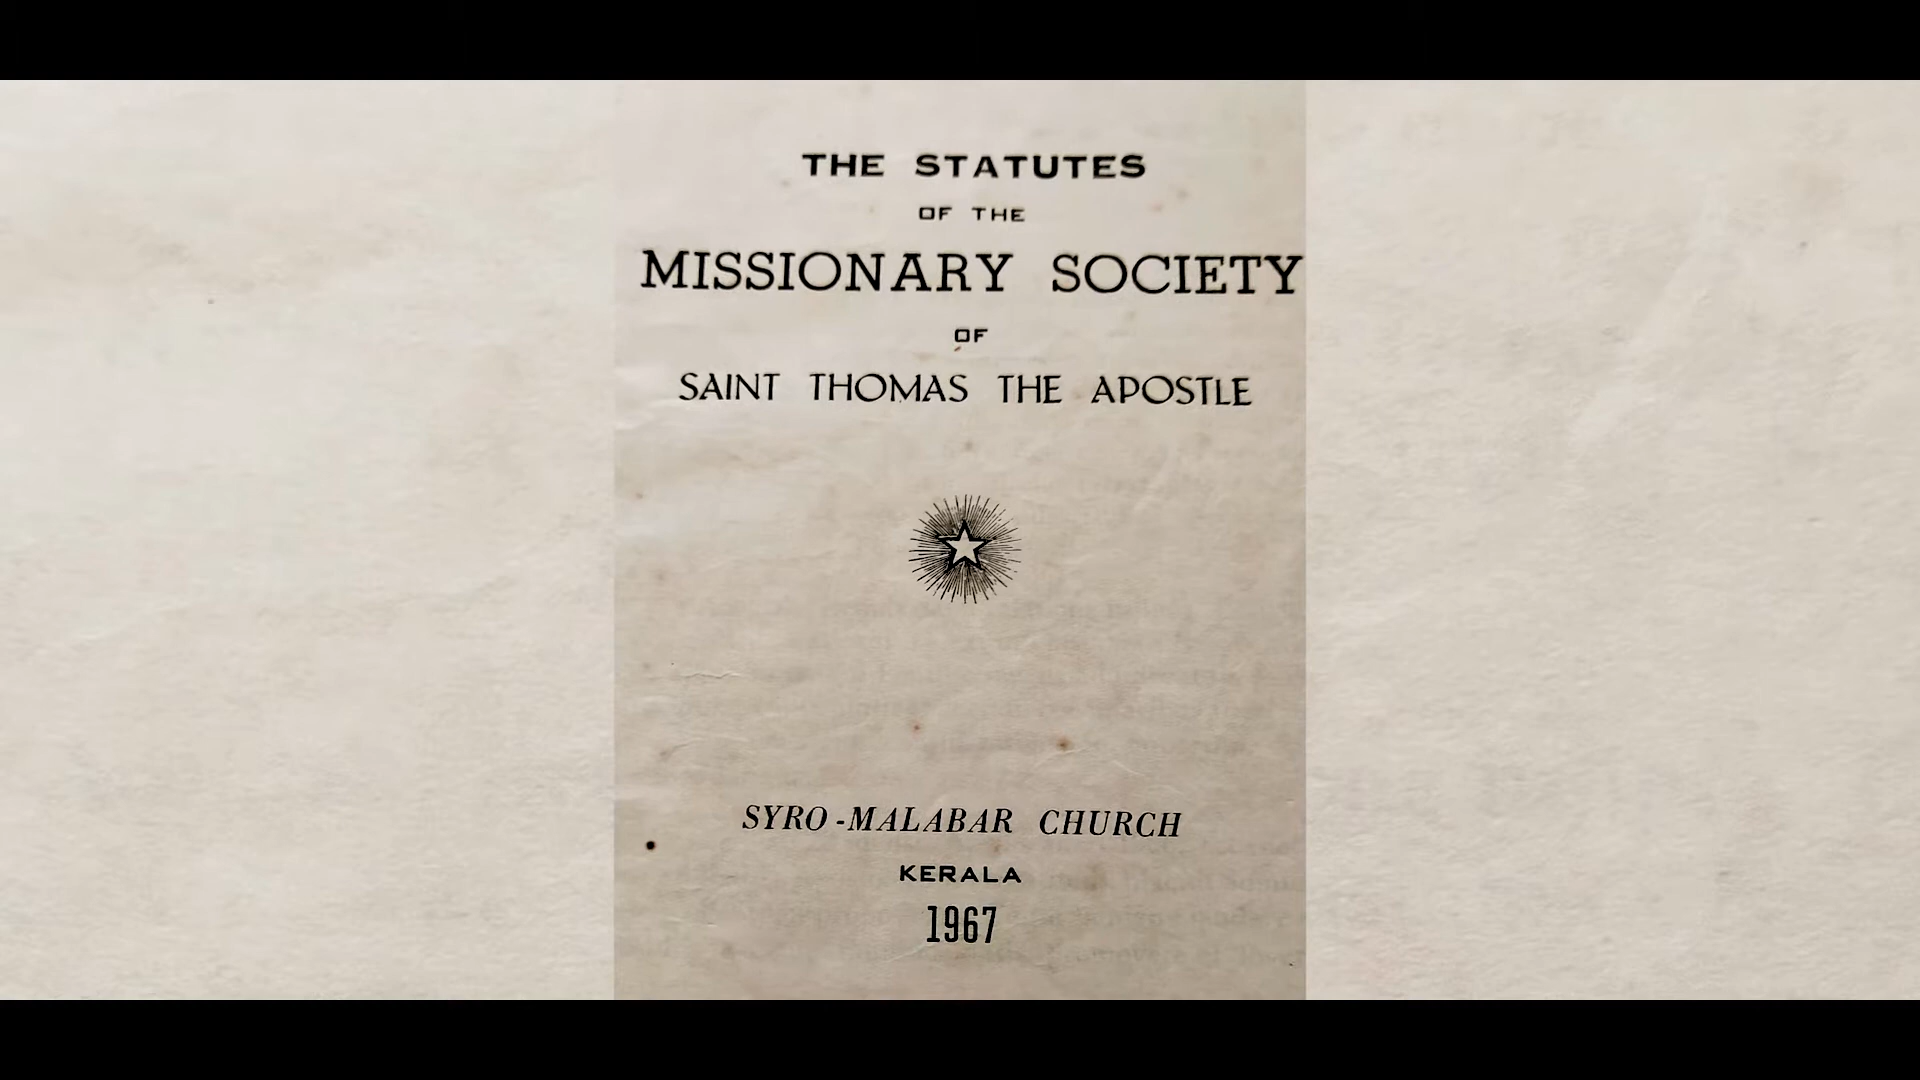 THE STATUTES
OF THE
MISSIONARY SOCIETY
OF
SAINT THOMAS THE APOSTLE
SYRO-MALABAR CHURCH
KERALA
1967